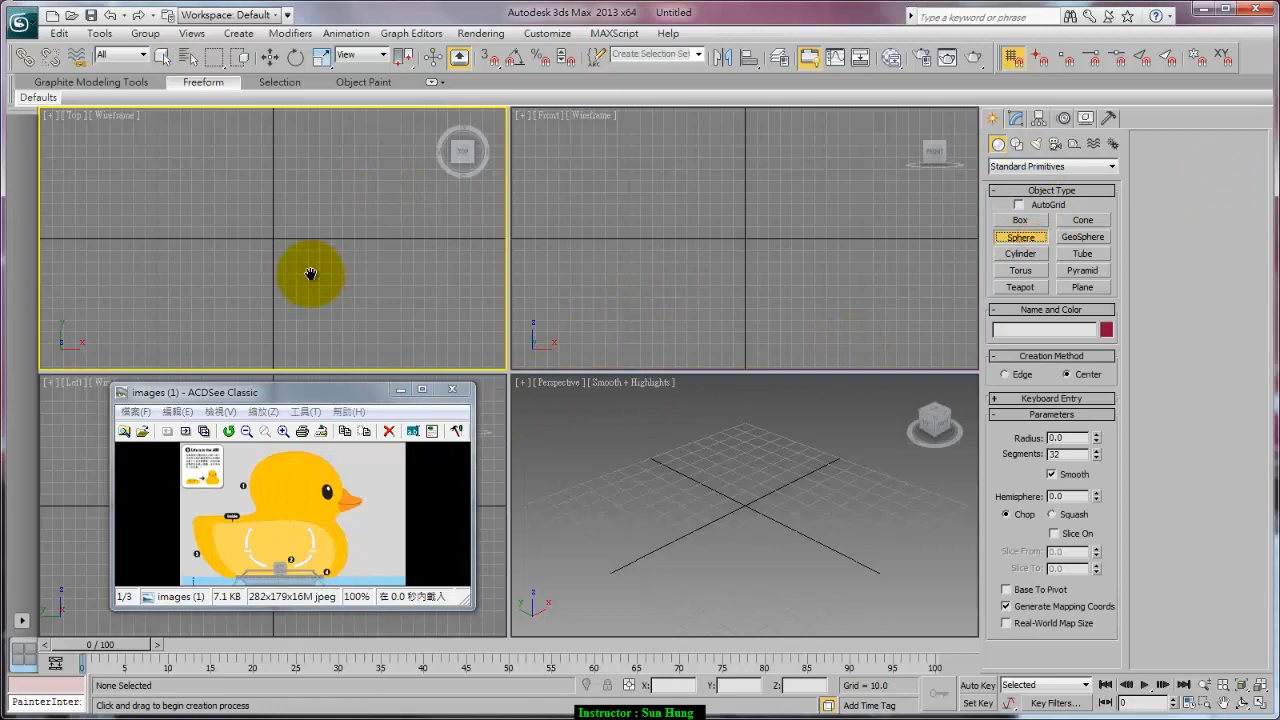 Autodesk 3ds Max 2013 x64 Untitled
Workspace: Default
Type a keyword or phrase
File Edit Tools Group Views Create Modifiers Animation Graph Editors Rendering Customize MAXScript Help
All
View
Create Selection Se
Graphite Modeling Tools Freeform Selection Object Paint
Defaults
[ + ] [ Top ] [ Wireframe ]
TOP
[ + ] [ Front ] [ Wireframe ]
FRONT
Standard Primitives
Object Type
AutoGrid
Box Cone
Sphere GeoSphere
Cylinder Tube
Torus Pyramid
Teapot Plane
Name and Color
Creation Method
Edge Center
Keyboard Entry
Parameters
Radius: 0.0
Segments: 32
Smooth
Hemisphere: 0.0
Chop Squash
Slice On
Slice From: 0.0
Slice To: 0.0
Base To Pivot
Generate Mapping Coords
Real-World Map Size
[ + ] [ Left ] [ Wi
[ + ] [ Perspective ] [ Smooth + Highlights ]
images (1) - ACDSee Classic
檔案(F) 編輯(E) 檢視(V) 縮放(Z) 工具(T) 幫助(H)
1/3 images (1) 7.1 KB 282x179x16M jpeg 100% 在 0.0 秒內載入
0 / 100
0 5 10 15 20 25 30 35 40 45 50 55 60 65 70 75 80 85 90 95 100
None Selected
X: Y: Z:
Grid = 10.0
Auto Key
Selected
PainterInter:
Click and drag to begin creation process
Add Time Tag
Set Key
Key Filters...
Instructor : Sun Hung